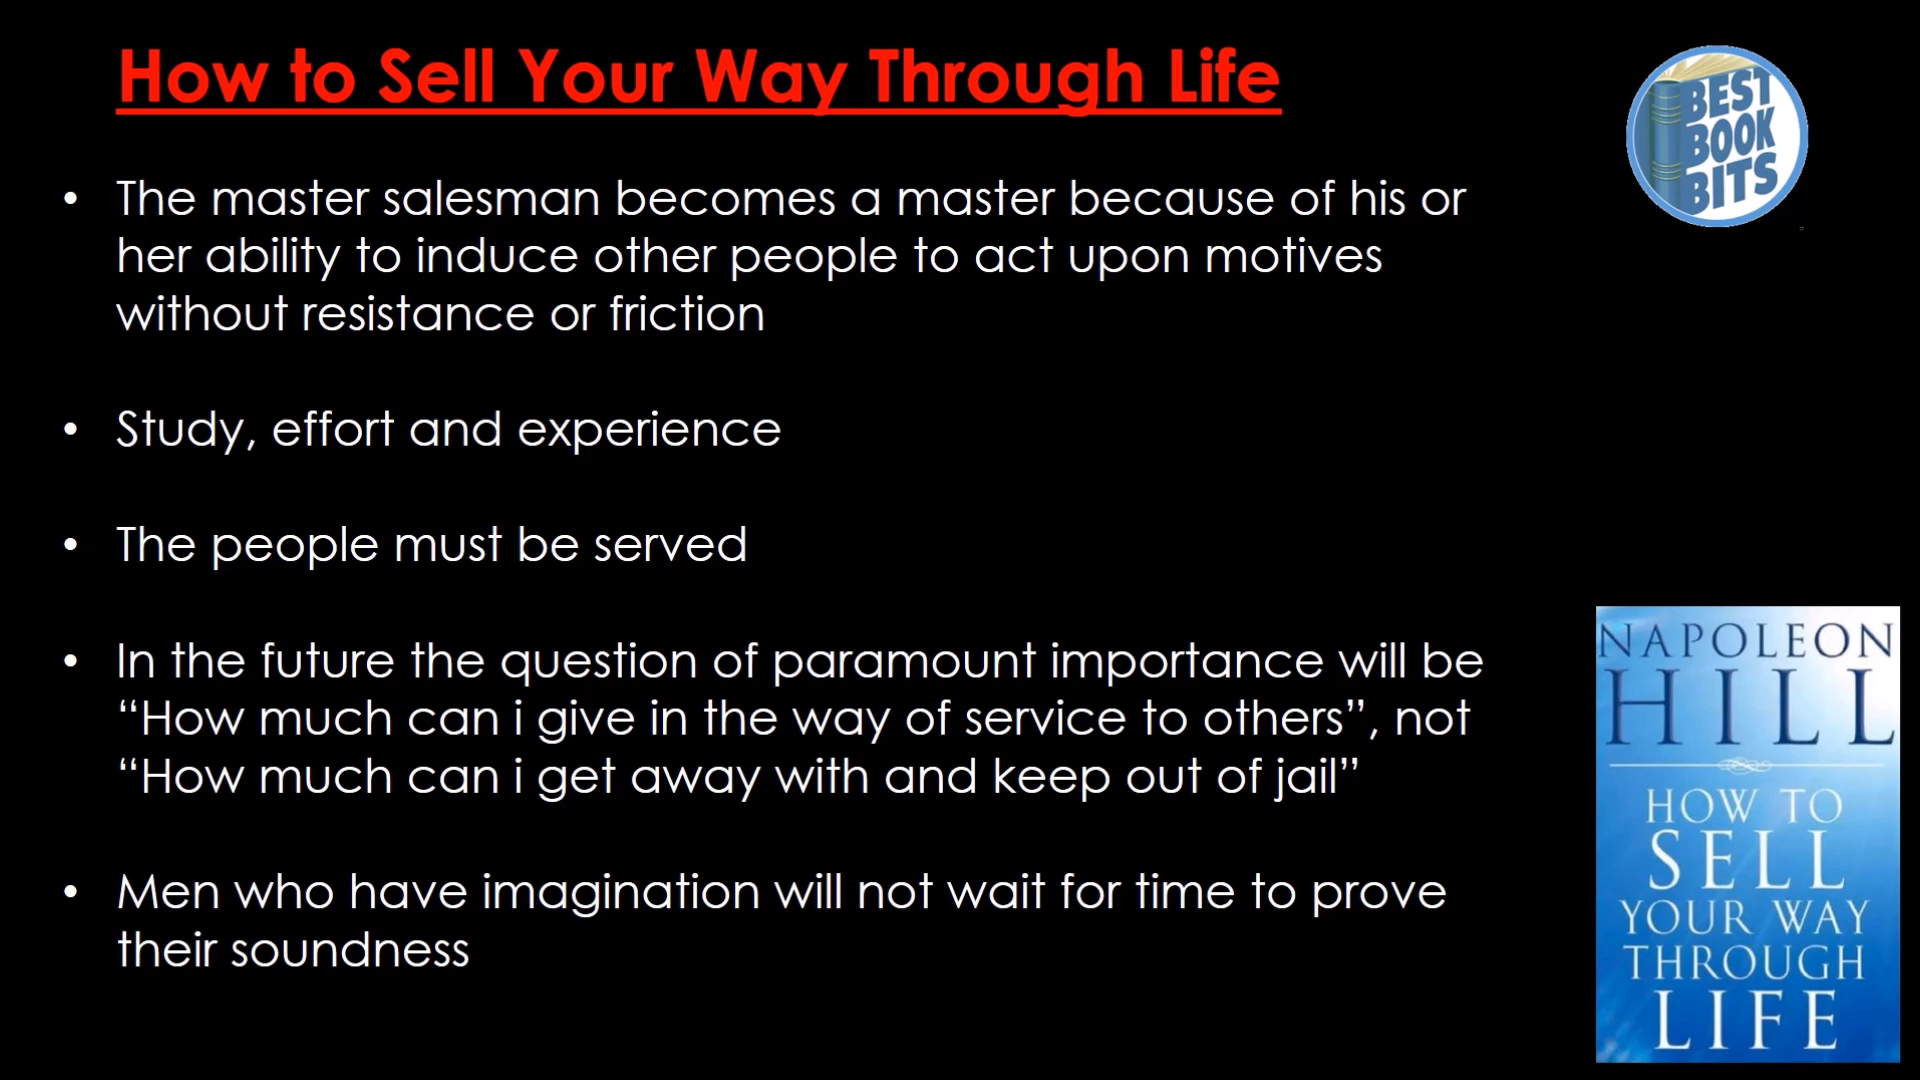 How to Sell Your Way Through Life
BEST
BOOK
BITS
• The master salesman becomes a master because of his or
her ability to induce other people to act upon motives
without resistance or friction
• Study, effort and experience
• The people must be served
• In the future the question of paramount importance will be
“How much can i give in the way of service to others”, not
“How much can i get away with and keep out of jail”
• Men who have imagination will not wait for time to prove
their soundness
NAPOLEON
HILL
HOW TO
SELL
YOUR WAY
THROUGH
LIFE